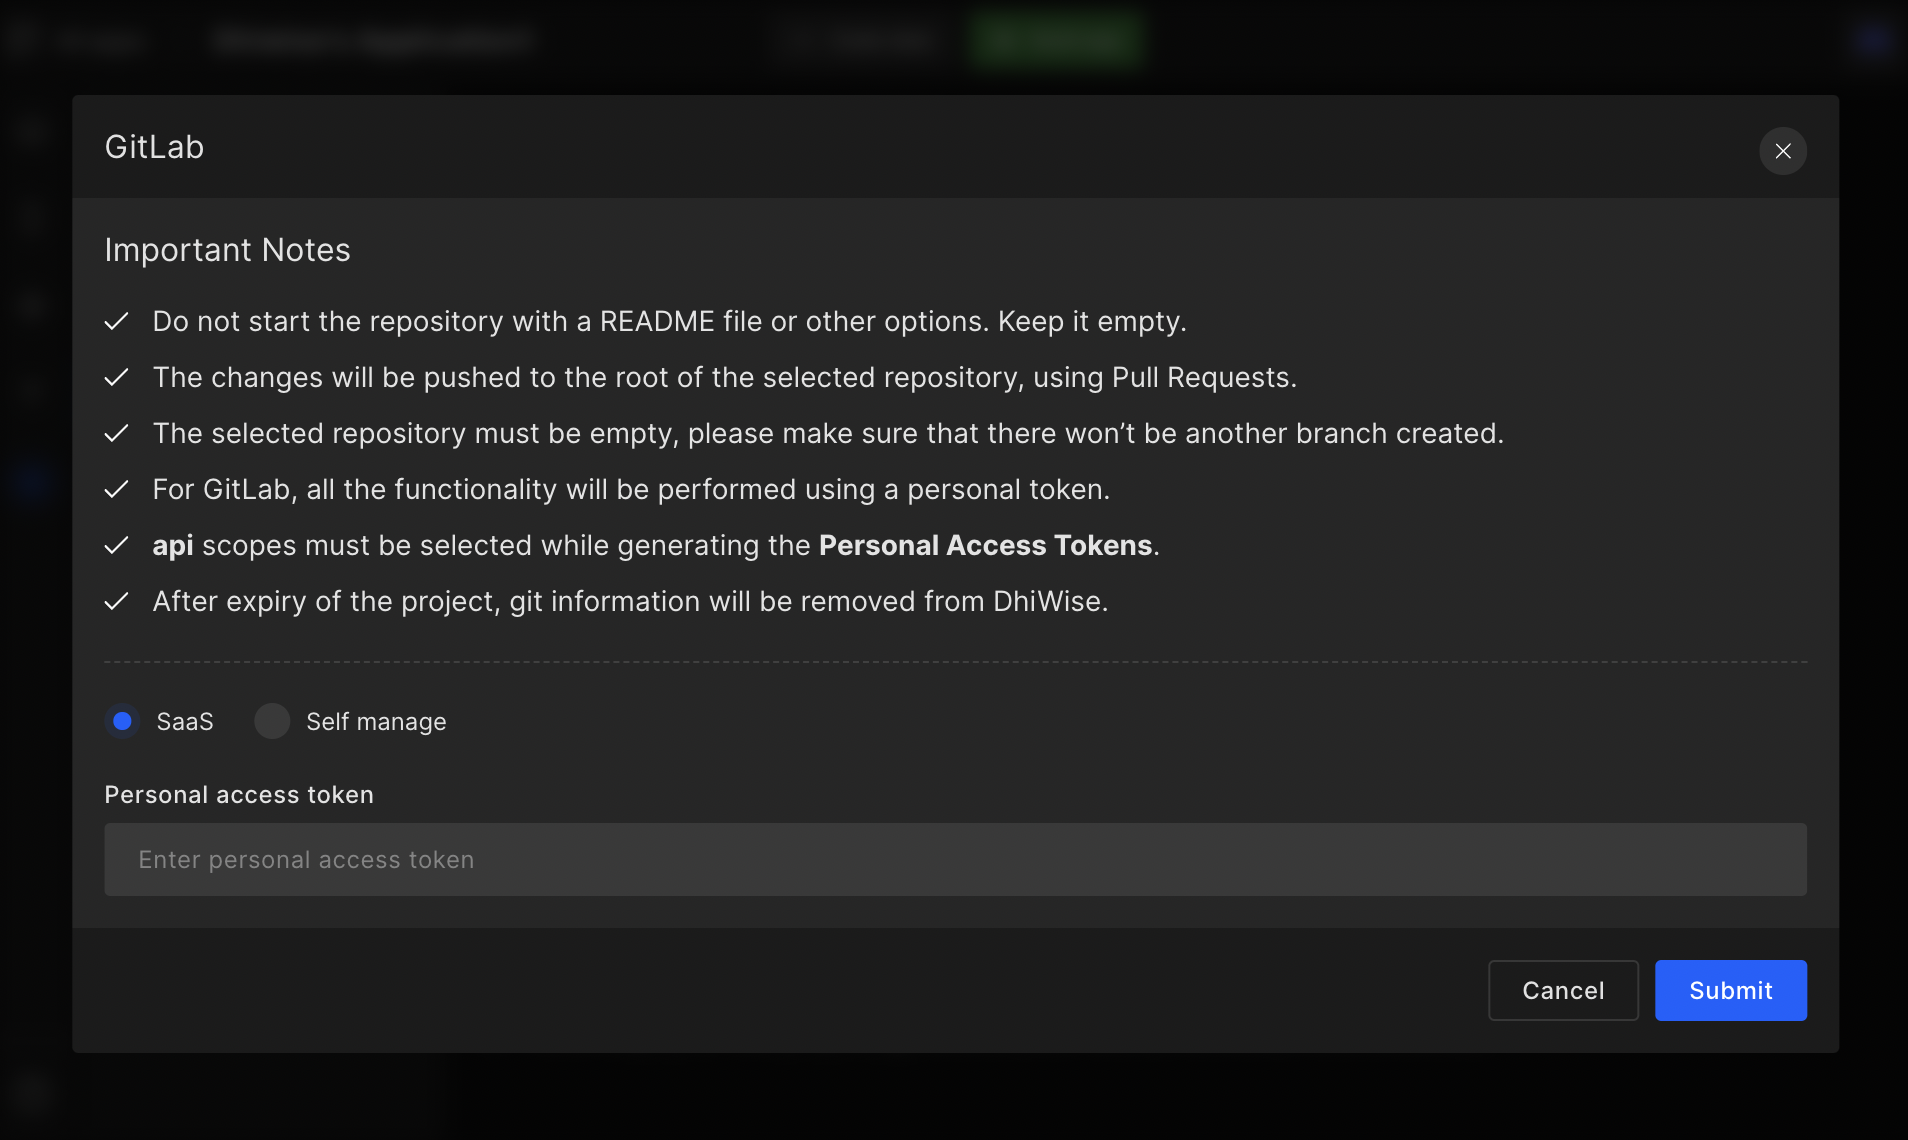 GitLab
Important Notes
Do not start the repository with a README file or other options. Keep it empty.
The changes will be pushed to the root of the selected repository, using Pull Requests.
The selected repository must be empty, please make sure that there won’t be another branch created.
For GitLab, all the functionality will be performed using a personal token.
api scopes must be selected while generating the Personal Access Tokens.
After expiry of the project, git information will be removed from DhiWise.
SaaS Self manage
Personal access token
Enter personal access token
Cancel Submit